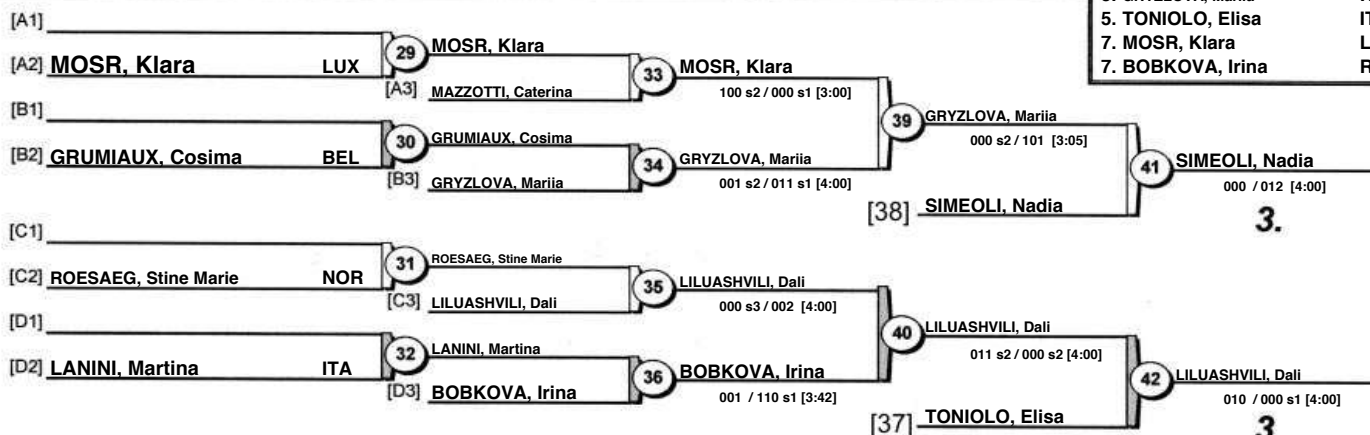 5. TONIOLO, Elisa
7. MOSR, Klara L
7. BOBKOVA, Irina R
[A1]
[A2] MOSR, Klara LUX
29
MOSR, Klara
[A3] MAZZOTTI, Caterina
33
MOSR, Klara
100 s2 / 000 s1 [3:00]
[B1]
[B2] GRUMIAUX, Cosima BEL
30
GRUMIAUX, Cosima
[B3] GRYZLOVA, Mariia
34
GRYZLOVA, Mariia
001 s2 / 011 s1 [4:00]
39
GRYZLOVA, Mariia
000 s2 / 101 [3:05]
[38] SIMEOLI, Nadia
41
SIMEOLI, Nadia
000 / 012 [4:00]
3.
[C1]
[C2] ROESAEG, Stine Marie NOR
31
ROESAEG, Stine Marie
[C3] LILUASHVILI, Dali
35
LILUASHVILI, Dali
000 s3 / 002 [4:00]
[D1]
[D2] LANINI, Martina ITA
32
LANINI, Martina
[D3] BOBKOVA, Irina
36
BOBKOVA, Irina
001 / 110 s1 [3:42]
40
LILUASHVILI, Dali
011 s2 / 000 s2 [4:00]
[37] TONIOLO, Elisa
42
LILUASHVILI, Dali
010 / 000 s1 [4:00]
3